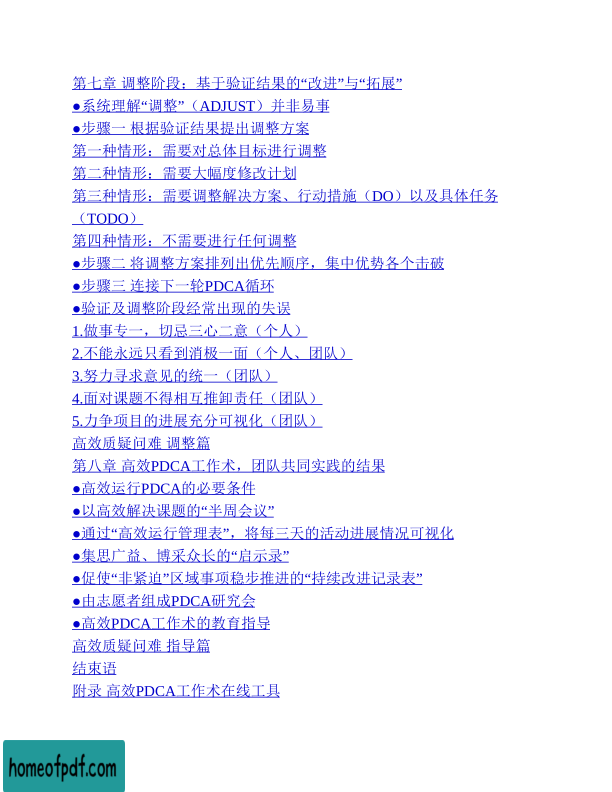 第七章 调整阶段：基于验证结果的“改进”与“拓展”
●系统理解“调整”（ADJUST）并非易事
●步骤一 根据验证结果提出调整方案
第一种情形：需要对总体目标进行调整
第二种情形：需要大幅度修改计划
第三种情形：需要调整解决方案、行动措施（DO）以及具体任务
（TODO）
第四种情形：不需要进行任何调整
●步骤二 将调整方案排列出优先顺序，集中优势各个击破
●步骤三 连接下一轮PDCA循环
●验证及调整阶段经常出现的失误
1.做事专一，切忌三心二意（个人）
2.不能永远只看到消极一面（个人、团队）
3.努力寻求意见的统一（团队）
4.面对课题不得相互推卸责任（团队）
5.力争项目的进展充分可视化（团队）
高效质疑问难 调整篇
第八章 高效PDCA工作术，团队共同实践的结果
●高效运行PDCA的必要条件
●以高效解决课题的“半周会议”
●通过“高效运行管理表”，将每三天的活动进展情况可视化
●集思广益、博采众长的“启示录”
●促使“非紧迫”区域事项稳步推进的“持续改进记录表”
●由志愿者组成PDCA研究会
●高效PDCA工作术的教育指导
高效质疑问难 指导篇
结束语
附录 高效PDCA工作术在线工具
homeofpdf.com